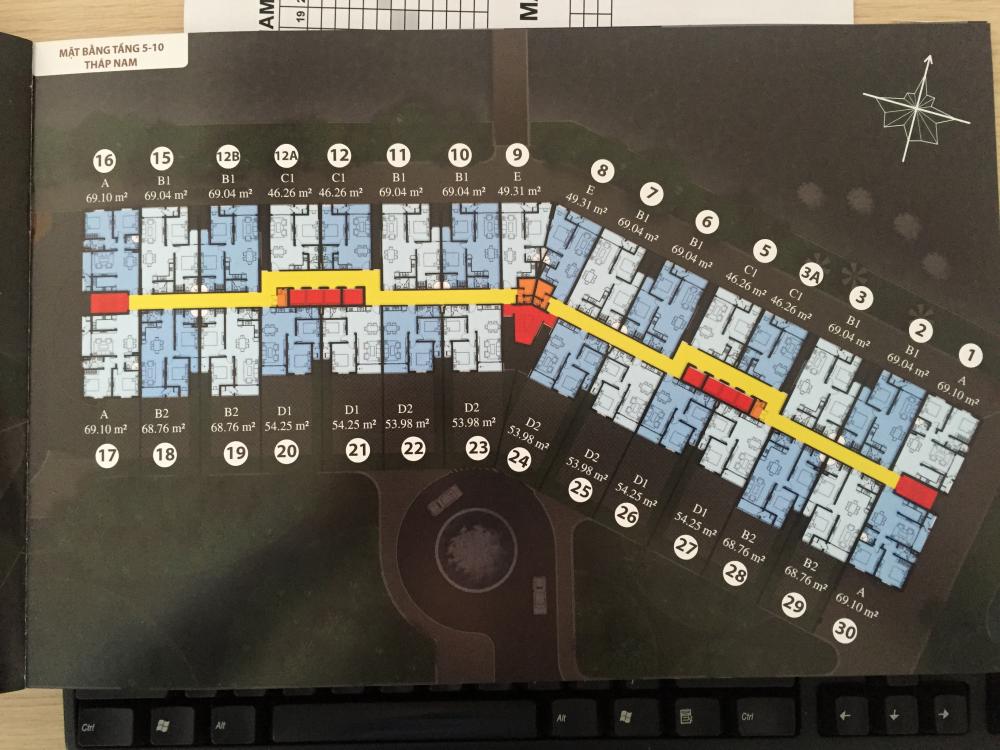 AM
19
20
MẶT BẰNG TẦNG 5-10
THÁP NAM
16
A
69.10 m²
15
B1
69.04 m²
12B
B1
69.04 m²
12A
C1
46.26 m²
12
C1
46.26 m²
11
B1
69.04 m²
10
B1
69.04 m²
9
E
49.31 m²
8
E
49.31 m²
7
B1
69.04 m²
6
B1
69.04 m²
5
C1
46.26 m²
3A
C1
46.26 m²
3
B1
69.04 m²
2
B1
69.04 m²
1
A
69.10 m²
A
69.10 m²
17
B2
68.76 m²
18
B2
68.76 m²
19
D1
54.25 m²
20
D1
54.25 m²
21
D2
53.98 m²
22
D2
53.98 m²
23
D2
53.98 m²
24
D2
53.98 m²
25
D1
54.25 m²
26
D1
54.25 m²
27
B2
68.76 m²
28
B2
68.76 m²
29
A
69.10 m²
30
Ctrl
Alt
Alt
Ctrl